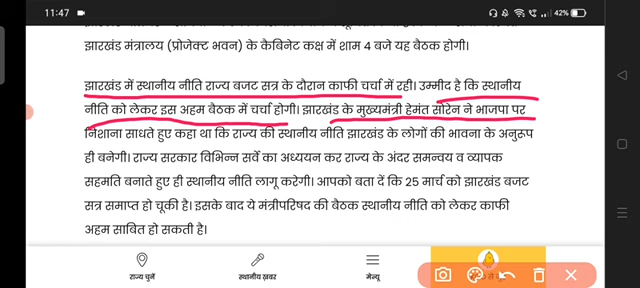 11:47
42%
झारखंड मंत्रालय (प्रोजेक्ट भवन) के कैबिनेट कक्ष में शाम 4 बजे यह बैठक होगी।
झारखंड में स्थानीय नीति राज्य बजट सत्र के दौरान काफी चर्चा में रही। उम्मीद है कि स्थानीय
नीति को लेकर इस अहम बैठक में चर्चा होगी। झारखंड के मुख्यमंत्री हेमंत सोरेन ने भाजपा पर
निशाना साधते हुए कहा था कि राज्य की स्थानीय नीति झारखंड के लोगों की भावना के अनुरूप
ही बनेगी। राज्य सरकार विभिन्न सर्वे का अध्ययन कर राज्य के अंदर समन्वय व व्यापक
सहमति बनाते हुए ही स्थानीय नीति लागू करेगी। आपको बता दें कि 25 मार्च को झारखंड बजट
सत्र समाप्त हो चूकी है। इसके बाद ये मंत्रीपरिषद की बैठक स्थानीय नीति को लेकर काफी
अहम साबित हो सकती है।
राज्य चुनें
स्थानीय ख़बर
मेन्यू